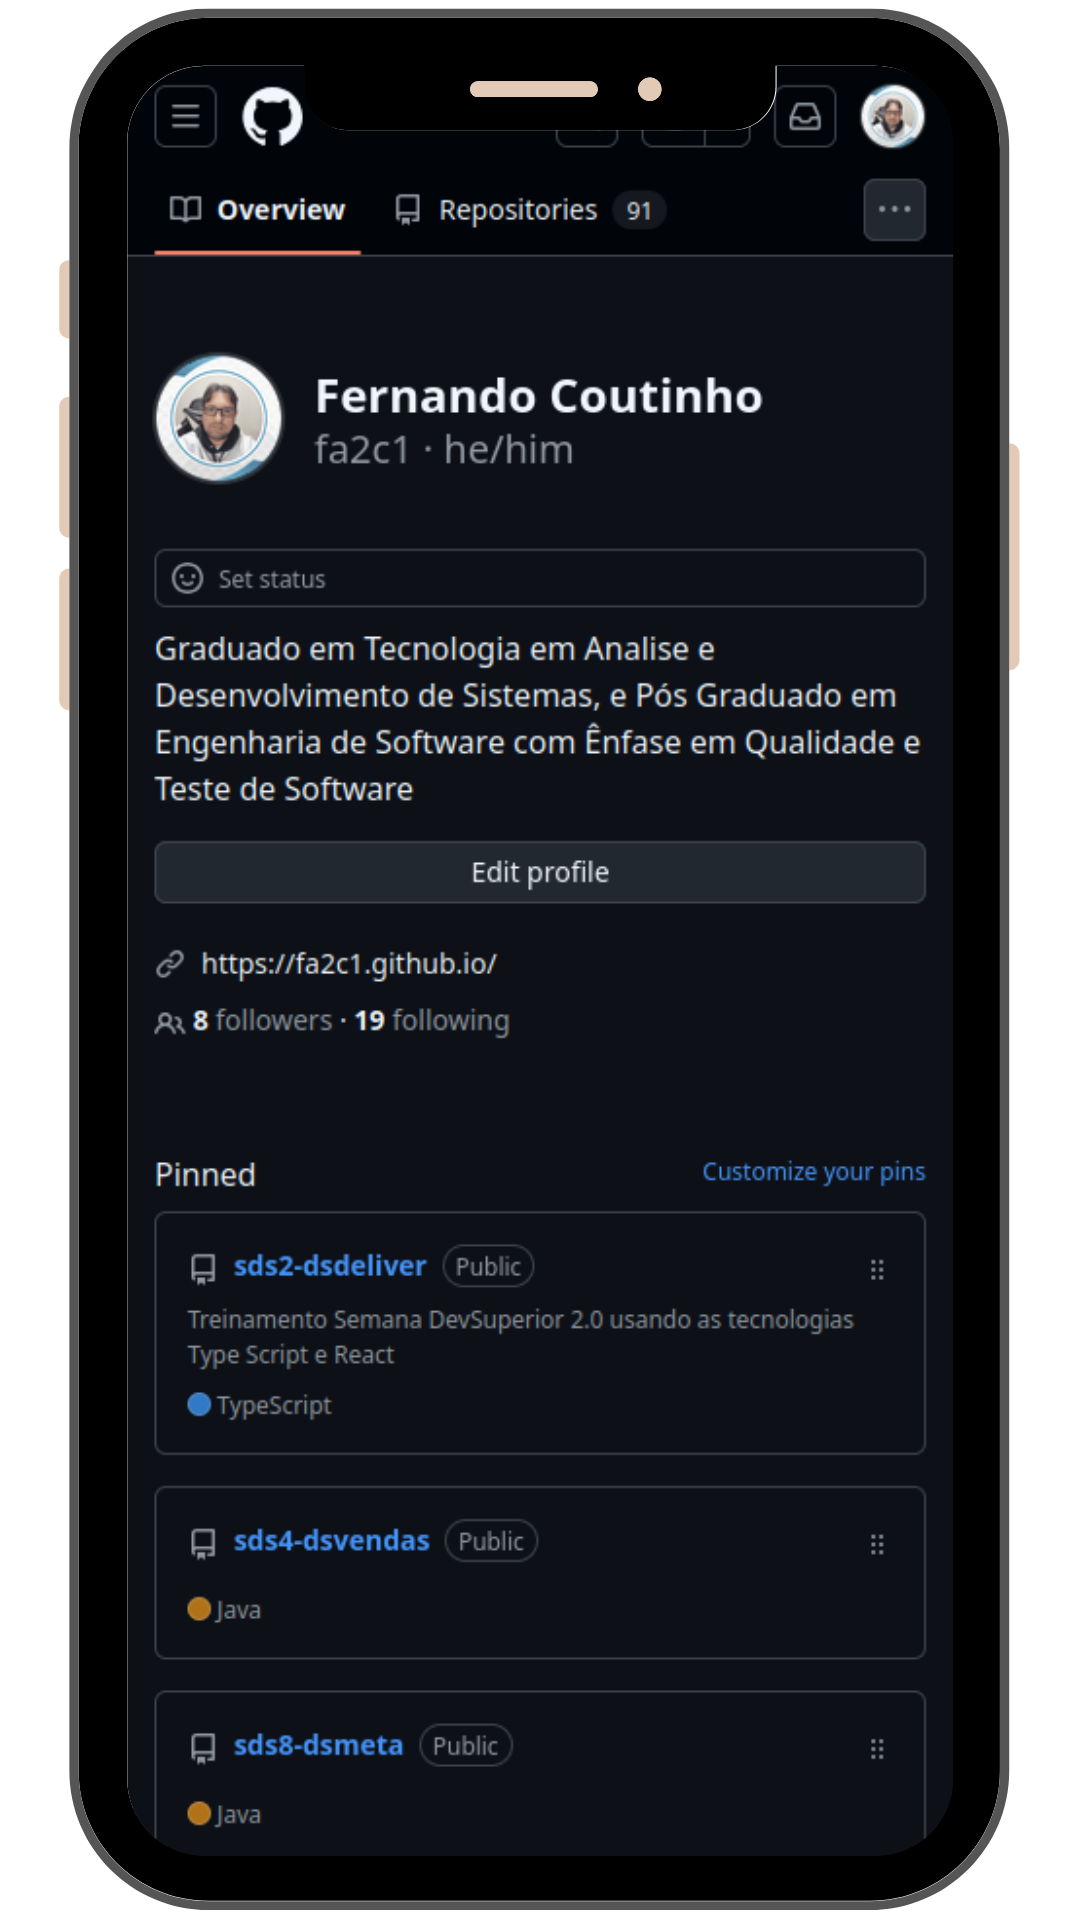 Overview
Repositories 91
Fernando Coutinho
fa2c1 · he/him
Set status
Graduado em Tecnologia em Analise e
Desenvolvimento de Sistemas, e Pós Graduado em
Engenharia de Software com Ênfase em Qualidade e
Teste de Software
Edit profile
https://fa2c1.github.io/
8 followers · 19 following
Pinned
Customize your pins
sds2-dsdeliver Public
Treinamento Semana DevSuperior 2.0 usando as tecnologias
Type Script e React
TypeScript
sds4-dsvendas Public
Java
sds8-dsmeta Public
Java